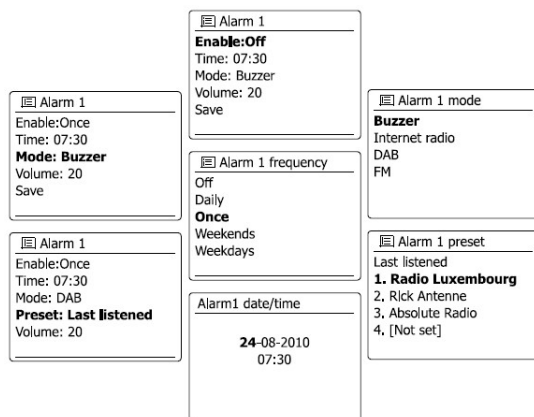 Alarm 1
Enable:Off
Time: 07:30
Mode: Buzzer
Volume: 20
Save
Alarm 1
Enable:Once
Time: 07:30
Mode: Buzzer
Volume: 20
Save
Alarm 1 mode
Buzzer
Internet radio
DAB
FM
Alarm 1 frequency
Off
Daily
Once
Weekends
Weekdays
Alarm 1
Enable:Once
Time: 07:30
Mode: DAB
Preset: Last listened
Volume: 20
Alarm 1 preset
Last listened
1. Radio Luxembourg
2. Rick Antenne
3. Absolute Radio
4. [Not set]
Alarm1 date/time
24-08-2010
07:30